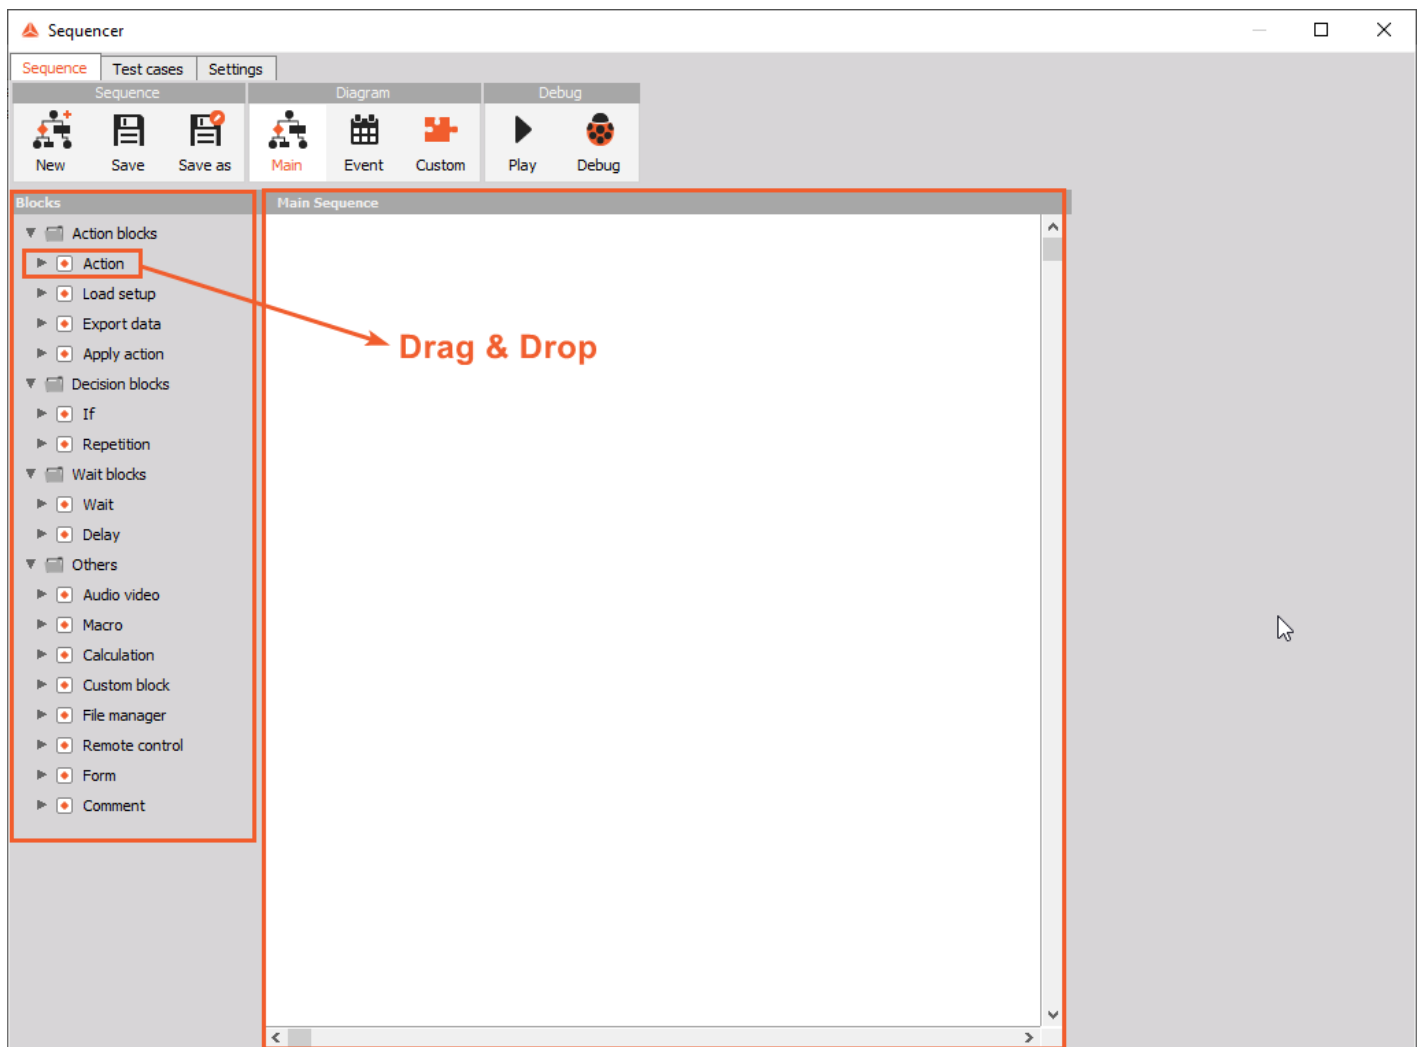 Sequencer
Sequence Test cases Settings
Sequence Diagram Debug
New Save Save as Main Event Custom Play Debug
Blocks Main Sequence
Action blocks
Action
Load setup
Export data
Drag & Drop
Apply action
Decision blocks
If
Repetition
Wait blocks
Wait
Delay
Others
Audio video
Macro
Calculation
Custom block
File manager
Remote control
Form
Comment